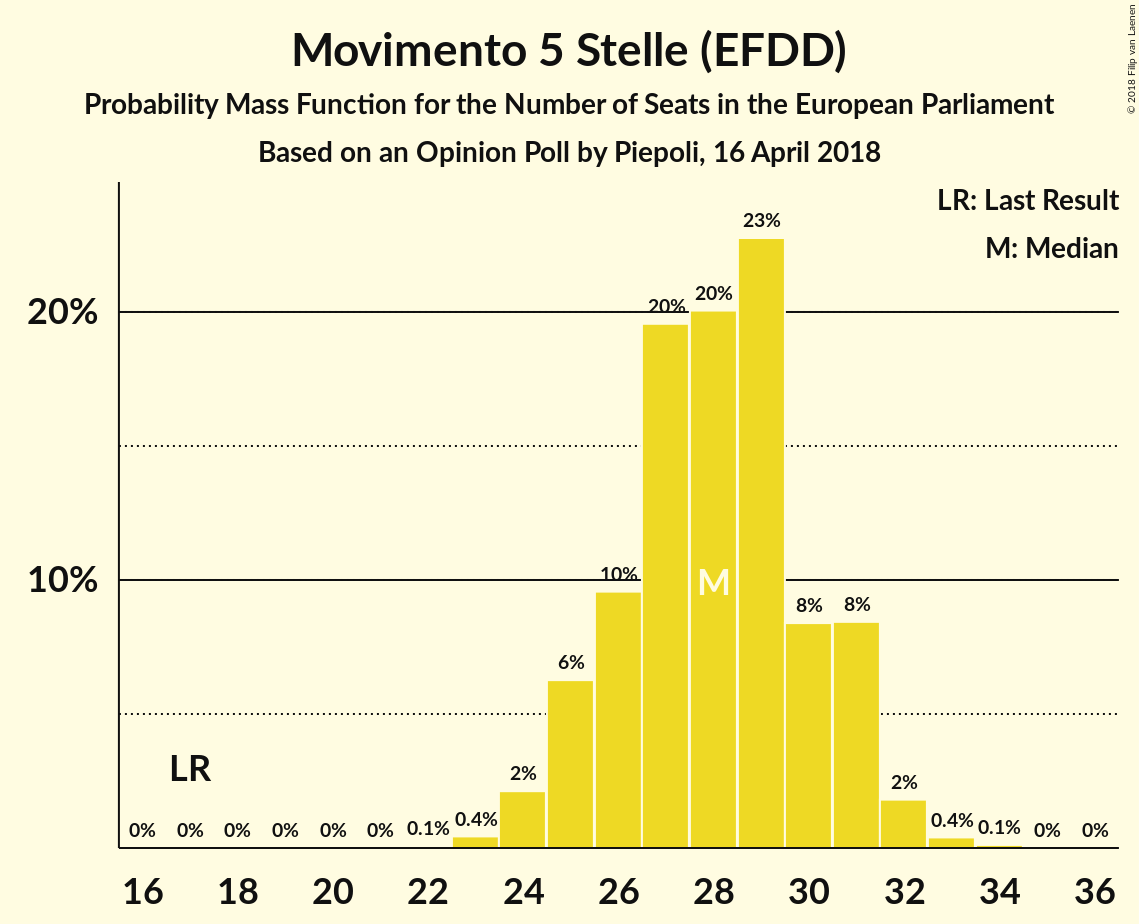 Movimento 5 Stelle (EFDD)
Probability Mass Function for the Number of Seats in the European Parliament
Based on an Opinion Poll by Piepoli, 16 April 2018
© 2018 Filip van Laenen
LR: Last Result
M: Median
20%
10%
0% 0% 0% 0% 0% 0% 0.1% 0.4% 2% 6% 10% 20% 20% 23% 8% 8% 2% 0.4% 0.1% 0% 0%
LR
M
16 18 20 22 24 26 28 30 32 34 36